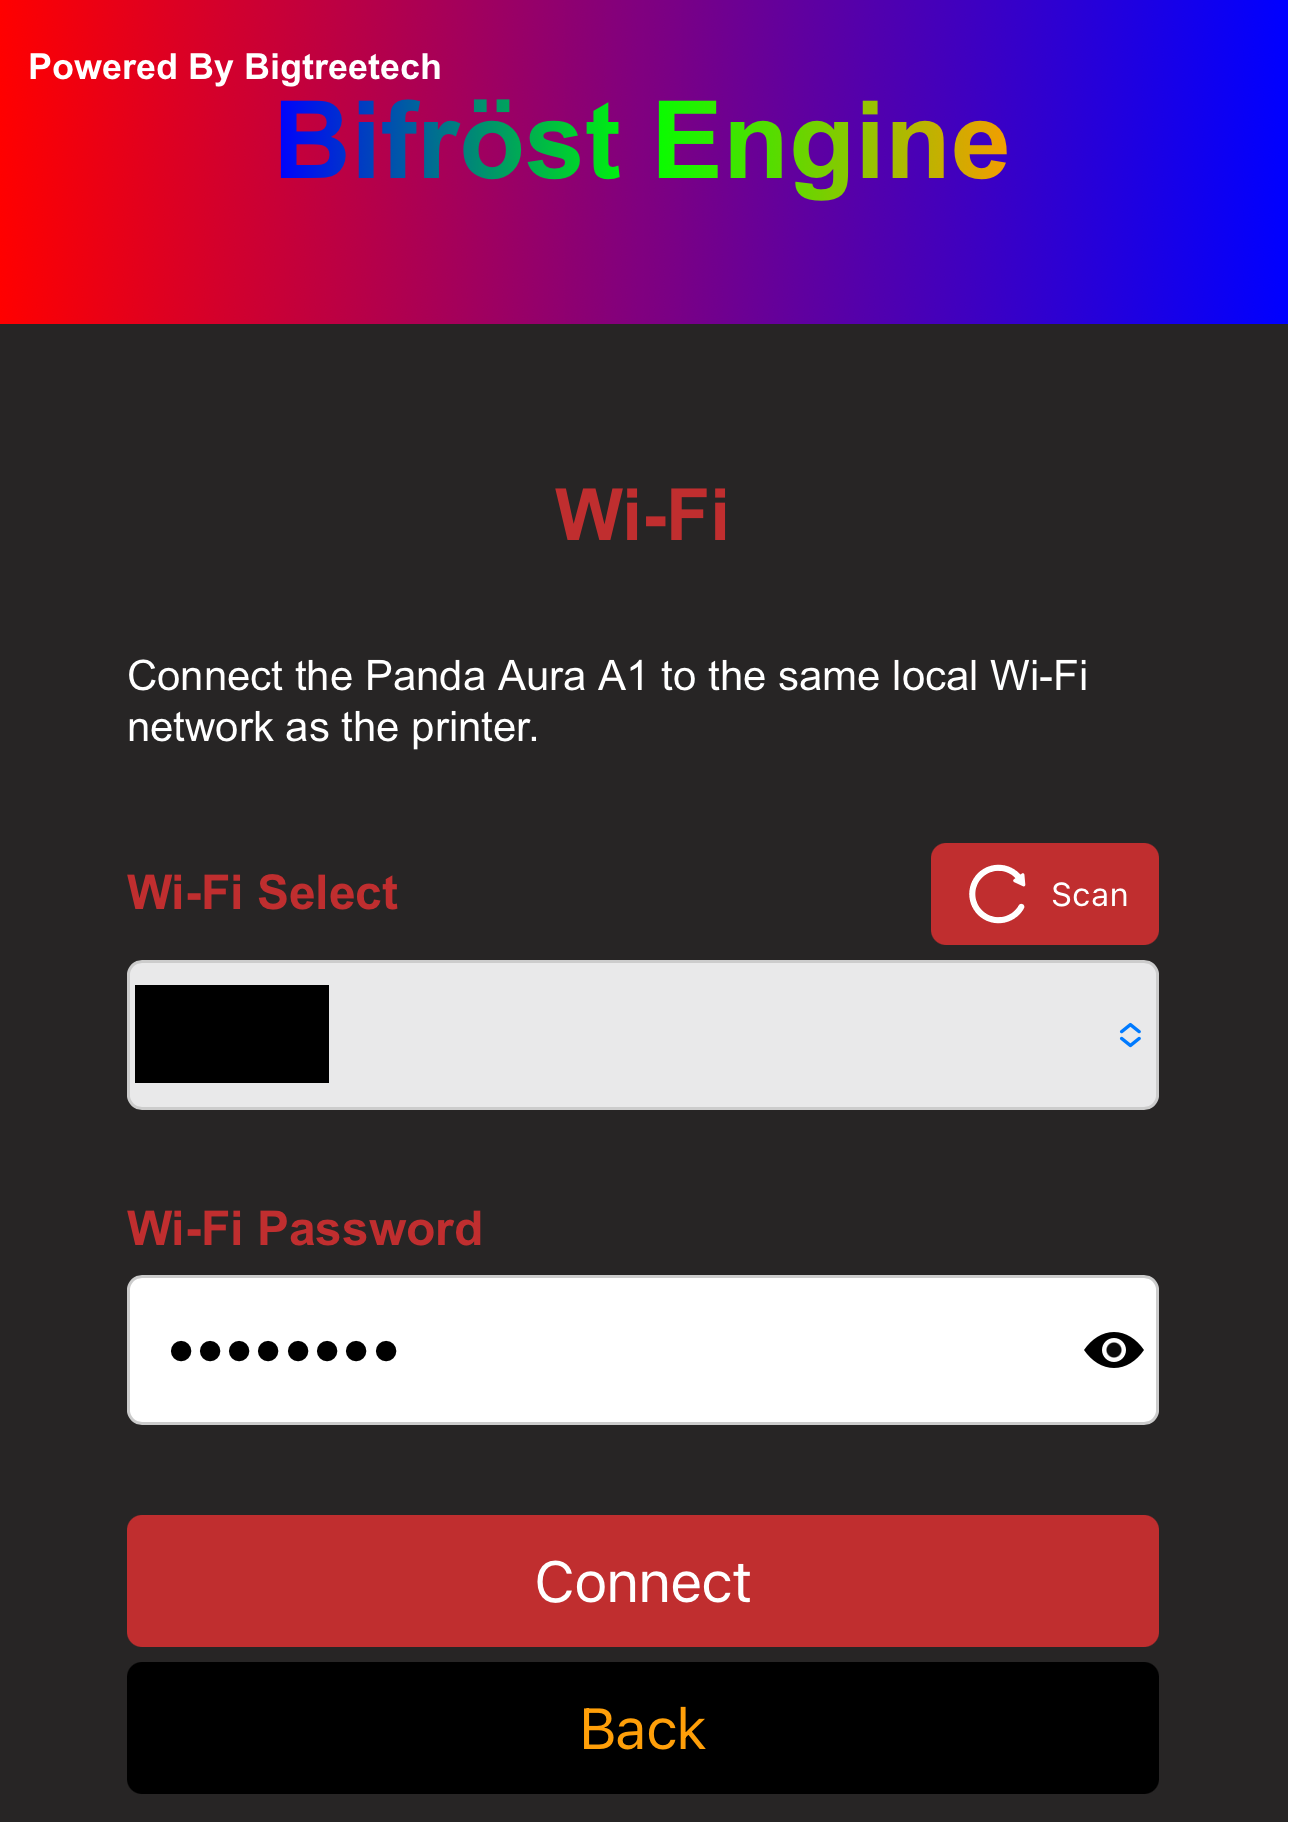 Powered By Bigtreetech
Bifröst Engine
Wi-Fi
Connect the Panda Aura A1 to the same local Wi-Fi
network as the printer.
Wi-Fi Select
Scan
Wi-Fi Password
••••••••
Connect
Back